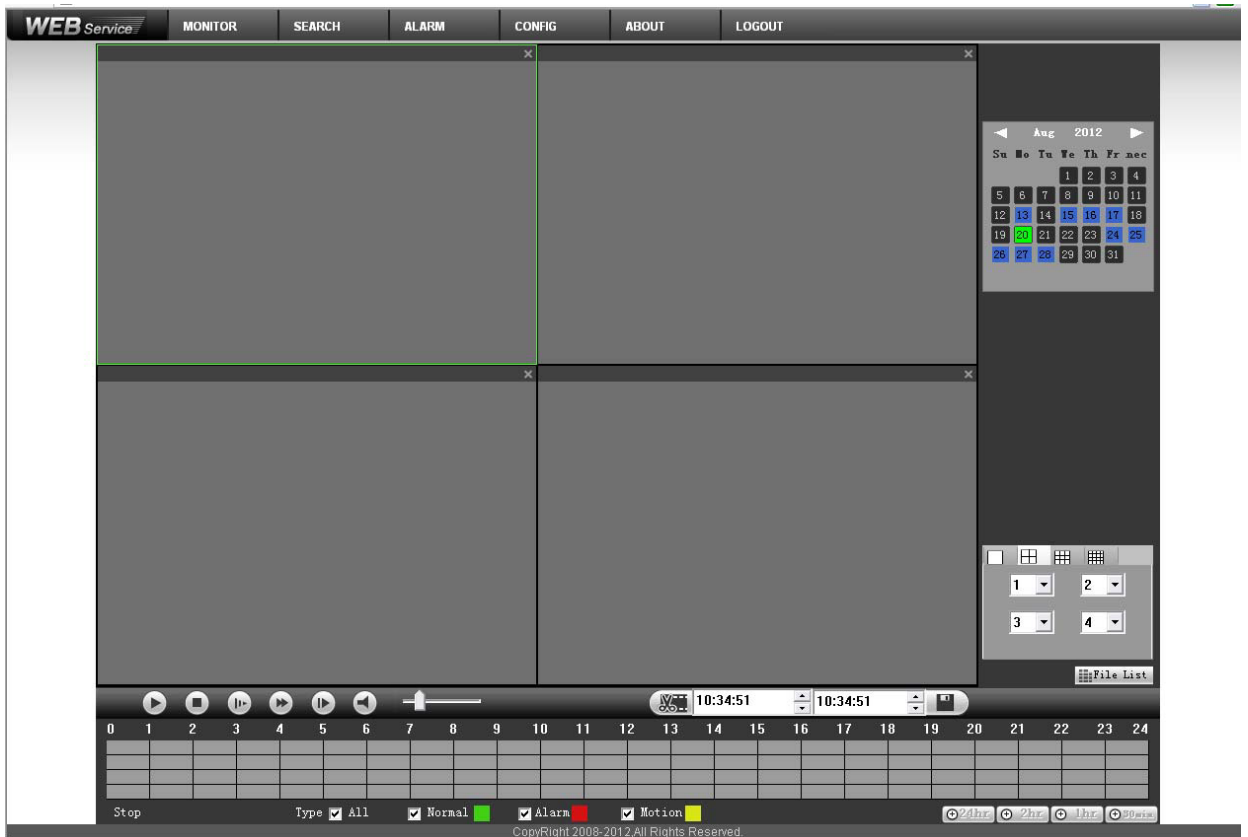 WEB Service MONITOR SEARCH ALARM CONFIG ABOUT LOGOUT
Aug 2012
Su Mo Tu We Th Fr nec
1 2 3 4
5 6 7 8 9 10 11
12 13 14 15 16 17 18
19 20 21 22 23 24 25
26 27 28 29 30 31
1 2
3 4
File List
10:34:51 10:34:51
0 1 2 3 4 5 6 7 8 9 10 11 12 13 14 15 16 17 18 19 20 21 22 23 24
Stop Type All Normal Alarm Motion 24hr 2hr 1hr 30min
CopyRight 2008-2012,All Rights Reserved.